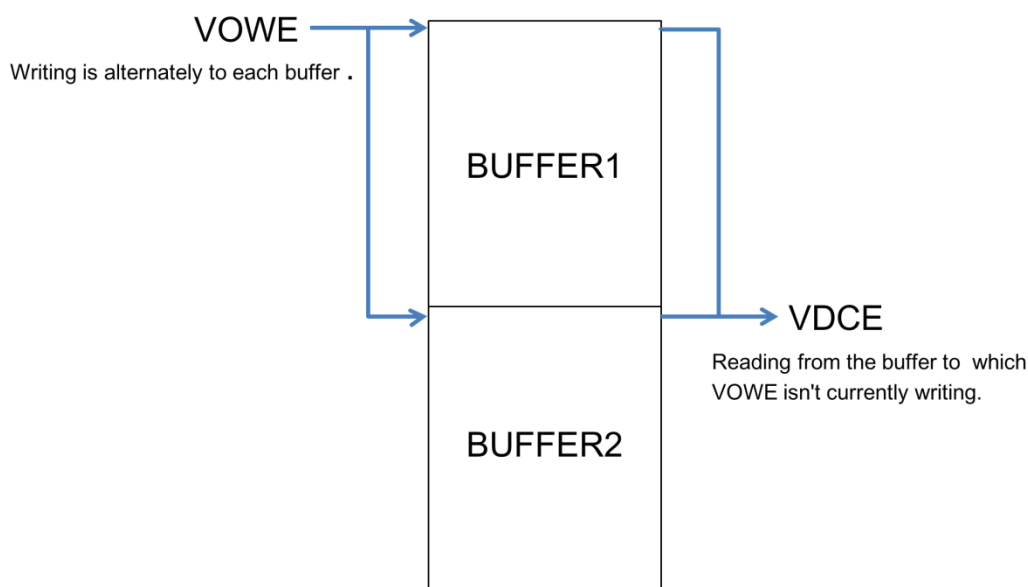 VOWE
Writing is alternately to each buffer .
BUFFER1
VDCE
Reading from the buffer to which
VOWE isn't currently writing.
BUFFER2